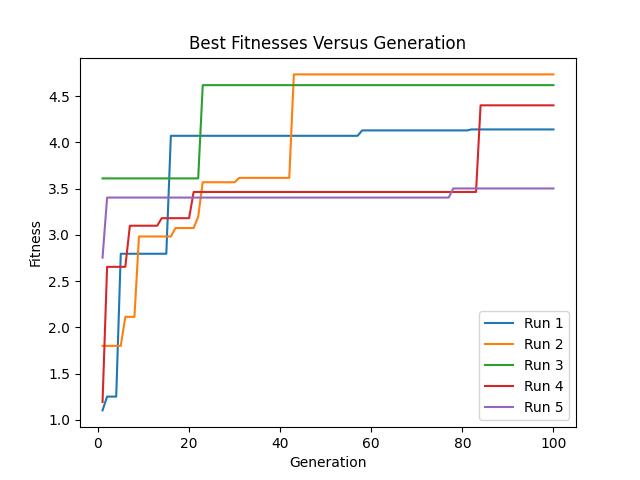 Best Fitnesses Versus Generation
Fitness
4.5
4.0
3.5
3.0
2.5
2.0
1.5
1.0
0 20 40 60 80 100
Generation
Run 1
Run 2
Run 3
Run 4
Run 5